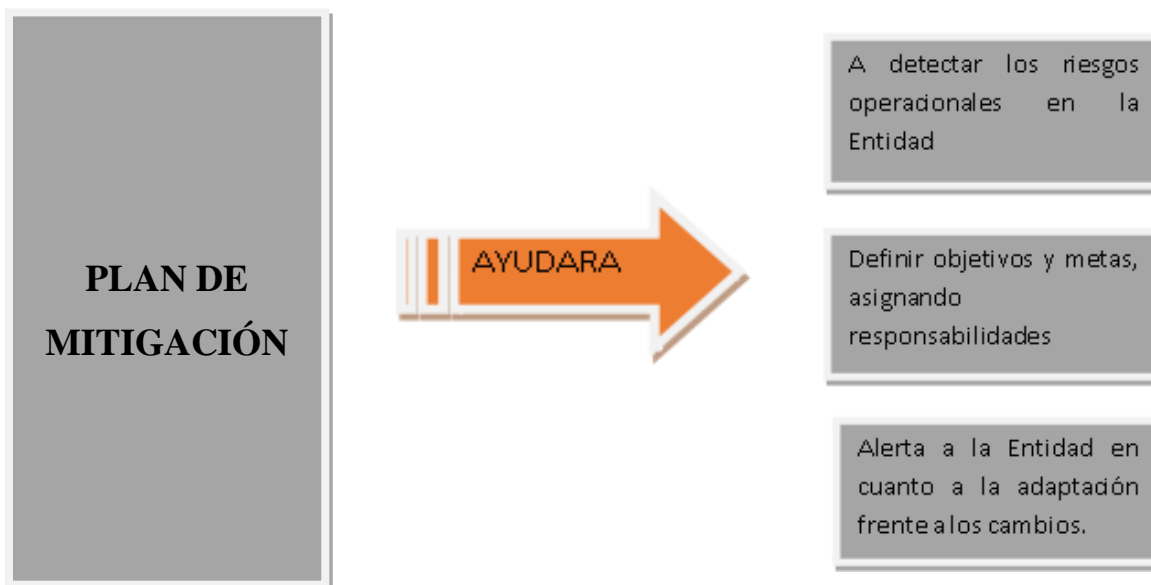 PLAN DE
MITIGACIÓN
AYUDARA
A detectar los riesgos
operacionales en la
Entidad
Definir objetivos y metas,
asignando
responsabilidades
Alerta a la Entidad en
cuanto a la adaptación
frente a los cambios.